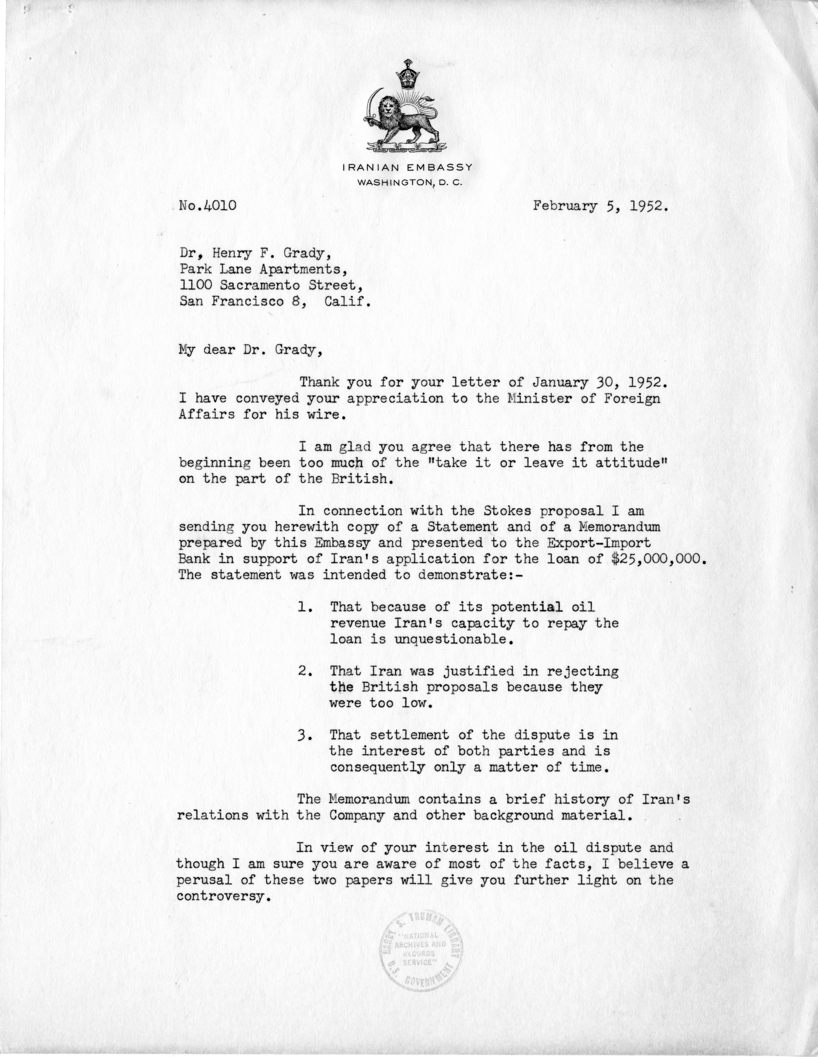 IRANIAN EMBASSY
WASHINGTON, D. C.
No.4010 February 5, 1952.
Dr, Henry F. Grady,
Park Lane Apartments,
1100 Sacramento Street,
San Francisco 8, Calif.
My dear Dr. Grady,
Thank you for your letter of January 30, 1952.
I have conveyed your appreciation to the Minister of Foreign
Affairs for his wire.
I am glad you agree that there has from the
beginning been too much of the "take it or leave it attitude"
on the part of the British.
In connection with the Stokes proposal I am
sending you herewith copy of a Statement and of a Memorandum
prepared by this Embassy and presented to the Export-Import
Bank in support of Iran's application for the loan of $25,000,000.
The statement was intended to demonstrate:-
1. That because of its potential oil
revenue Iran's capacity to repay the
loan is unquestionable.
2. That Iran was justified in rejecting
the British proposals because they
were too low.
3. That settlement of the dispute is in
the interest of both parties and is
consequently only a matter of time.
The Memorandum contains a brief history of Iran's
relations with the Company and other background material.
In view of your interest in the oil dispute and
though I am sure you are aware of most of the facts, I believe a
perusal of these two papers will give you further light on the
controversy.
HARRY S. TRUMAN LIBRARY
"NATIONAL
ARCHIVES AND
RECORDS
SERVICE"
U.S. GOVERNMENT